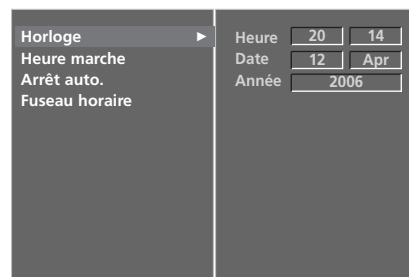 Horloge ►
Heure marche
Arrêt auto.
Fuseau horaire
Heure 20 14
Date 12 Apr
Année 2006